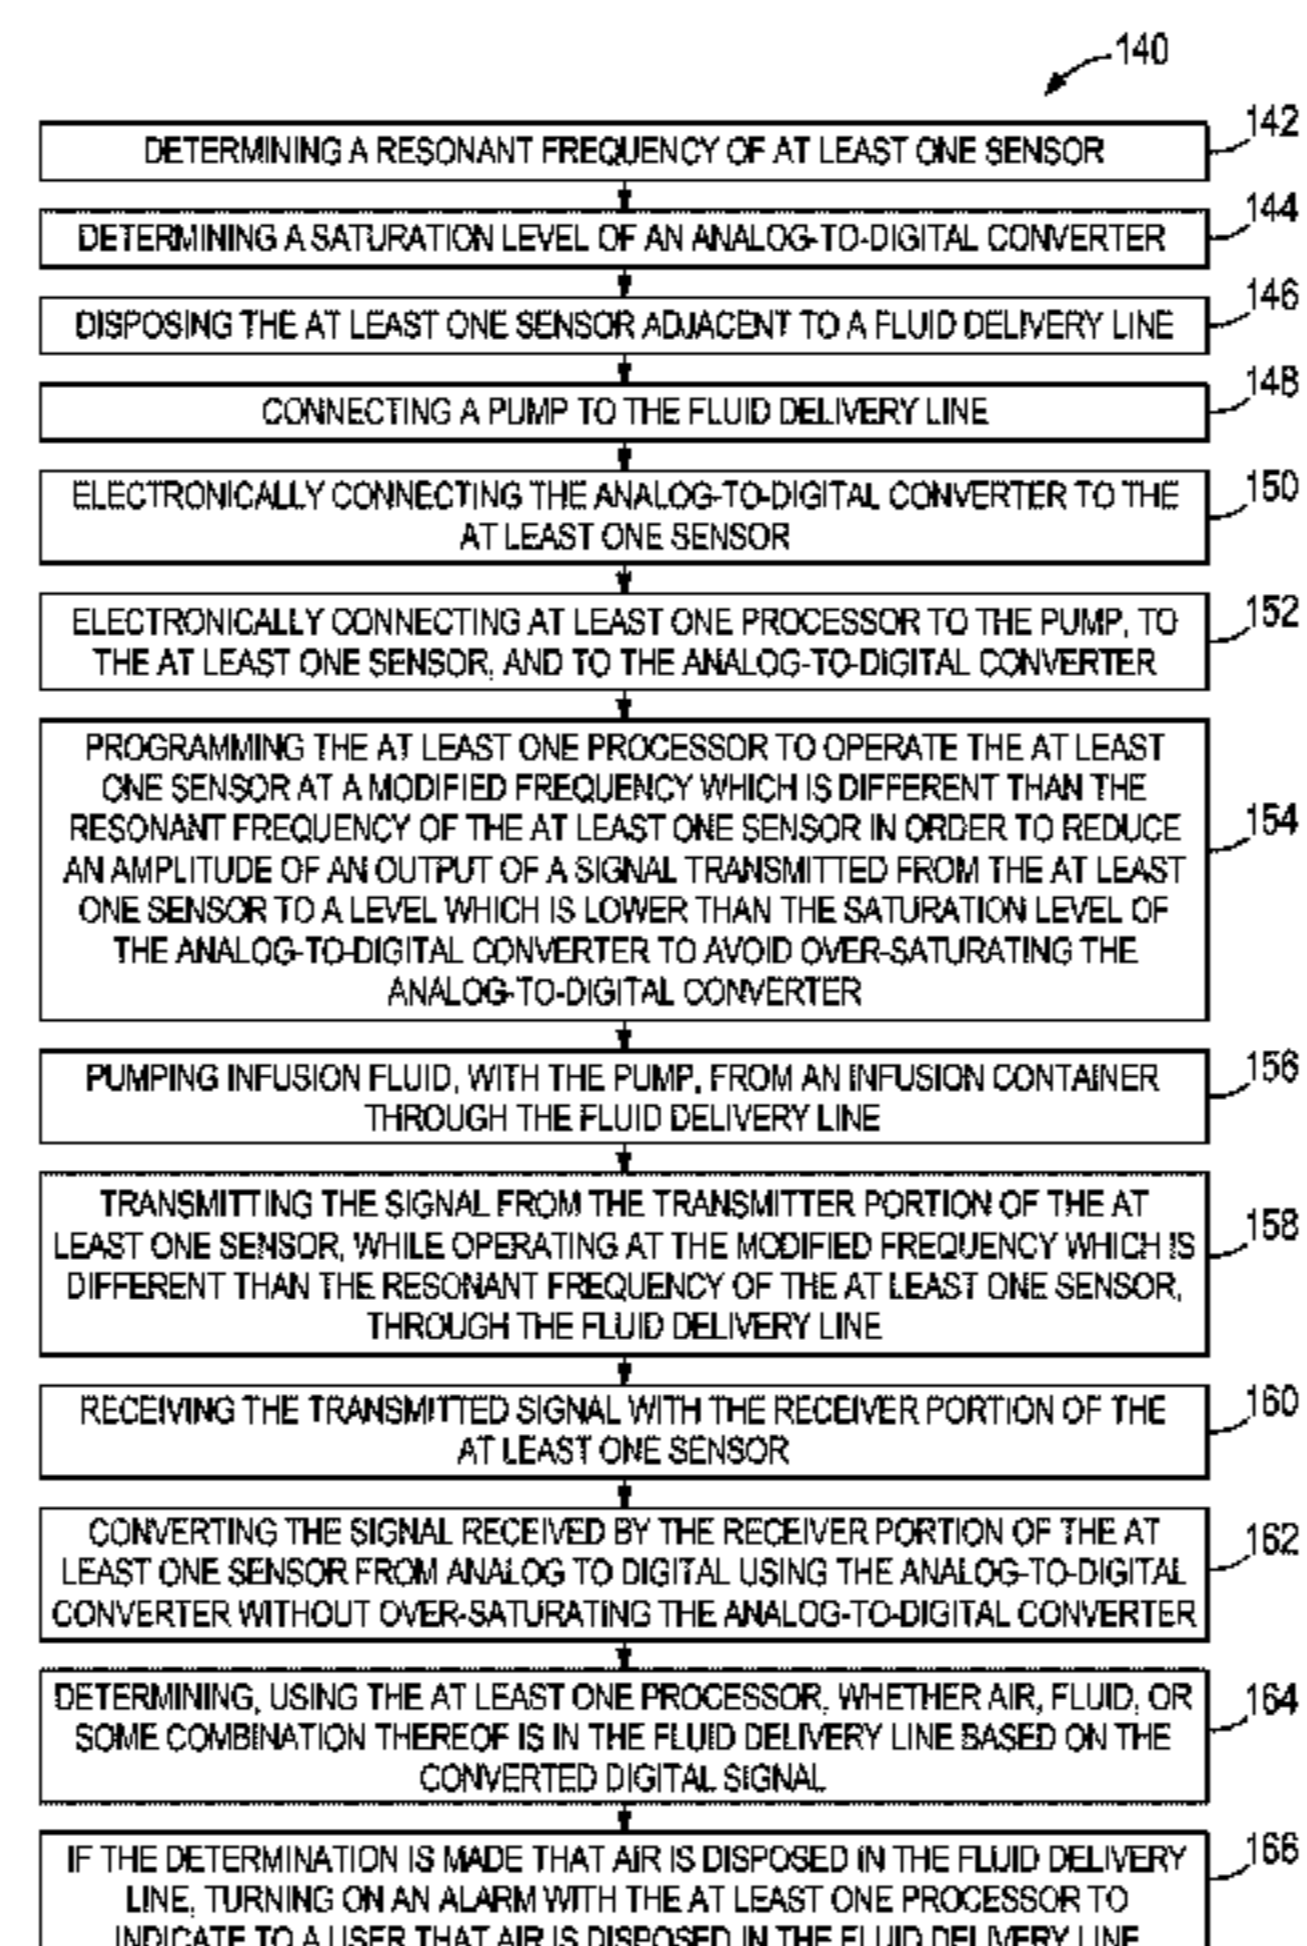 140
142
DETERMINING A RESONANT FREQUENCY OF AT LEAST ONE SENSOR
144
DETERMINING A SATURATION LEVEL OF AN ANALOG-TO-DIGITAL CONVERTER
146
DISPOSING THE AT LEAST ONE SENSOR ADJACENT TO A FLUID DELIVERY LINE
148
CONNECTING A PUMP TO THE FLUID DELIVERY LINE
150
ELECTRONICALLY CONNECTING THE ANALOG-TO-DIGITAL CONVERTER TO THE
AT LEAST ONE SENSOR
152
ELECTRONICALLY CONNECTING AT LEAST ONE PROCESSOR TO THE PUMP, TO
THE AT LEAST ONE SENSOR, AND TO THE ANALOG-TO-DIGITAL CONVERTER
154
PROGRAMMING THE AT LEAST ONE PROCESSOR TO OPERATE THE AT LEAST
ONE SENSOR AT A MODIFIED FREQUENCY WHICH IS DIFFERENT THAN THE
RESONANT FREQUENCY OF THE AT LEAST ONE SENSOR IN ORDER TO REDUCE
AN AMPLITUDE OF AN OUTPUT OF A SIGNAL TRANSMITTED FROM THE AT LEAST
ONE SENSOR TO A LEVEL WHICH IS LOWER THAN THE SATURATION LEVEL OF
THE ANALOG-TO-DIGITAL CONVERTER TO AVOID OVER-SATURATING THE
ANALOG-TO-DIGITAL CONVERTER
156
PUMPING INFUSION FLUID, WITH THE PUMP, FROM AN INFUSION CONTAINER
THROUGH THE FLUID DELIVERY LINE
158
TRANSMITTING THE SIGNAL FROM THE TRANSMITTER PORTION OF THE AT
LEAST ONE SENSOR, WHILE OPERATING AT THE MODIFIED FREQUENCY WHICH IS
DIFFERENT THAN THE RESONANT FREQUENCY OF THE AT LEAST ONE SENSOR,
THROUGH THE FLUID DELIVERY LINE
160
RECEIVING THE TRANSMITTED SIGNAL WITH THE RECEIVER PORTION OF THE
AT LEAST ONE SENSOR
162
CONVERTING THE SIGNAL RECEIVED BY THE RECEIVER PORTION OF THE AT
LEAST ONE SENSOR FROM ANALOG TO DIGITAL USING THE ANALOG-TO-DIGITAL
CONVERTER WITHOUT OVER-SATURATING THE ANALOG-TO-DIGITAL CONVERTER
164
DETERMINING, USING THE AT LEAST ONE PROCESSOR, WHETHER AIR, FLUID, OR
SOME COMBINATION THEREOF IS IN THE FLUID DELIVERY LINE BASED ON THE
CONVERTED DIGITAL SIGNAL
166
IF THE DETERMINATION IS MADE THAT AIR IS DISPOSED IN THE FLUID DELIVERY
LINE, TURNING ON AN ALARM WITH THE AT LEAST ONE PROCESSOR TO
INDICATE TO A USER THAT AIR IS DISPOSED IN THE FLUID DELIVERY LINE